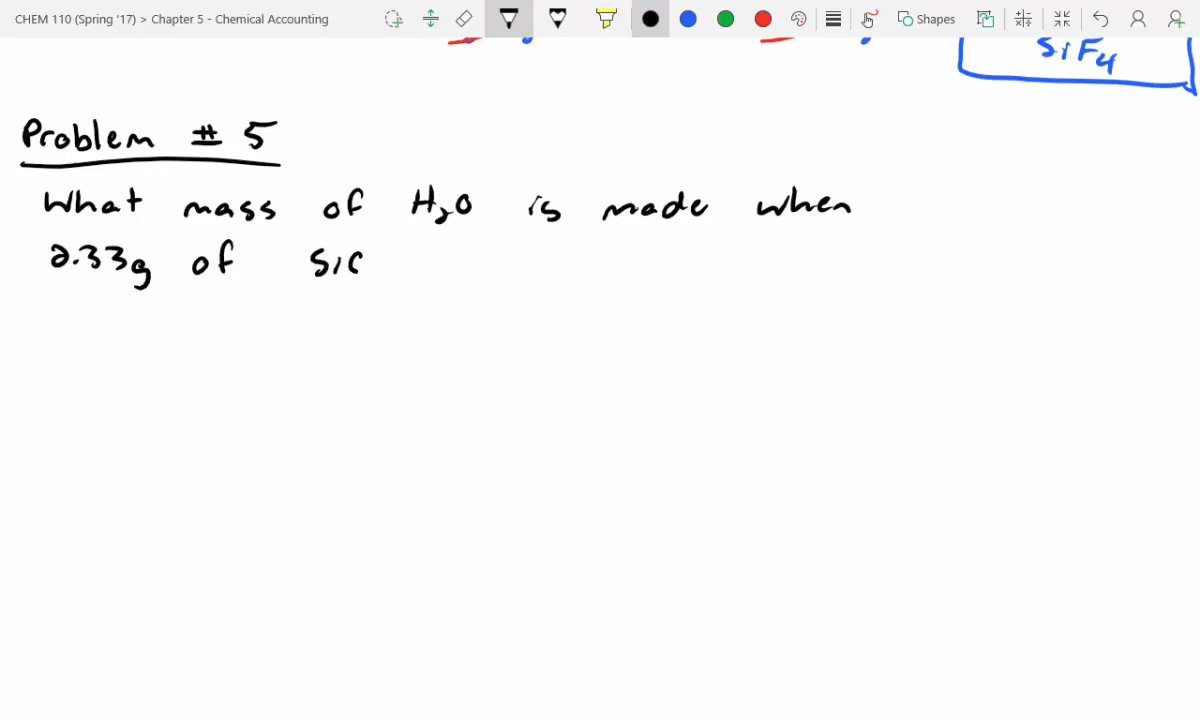 CHEM 110 (Spring '17) > Chapter 5 - Chemical Accounting
Shapes
SiF4
Problem # 5
What mass of H2O is made when
2.33g of SiC